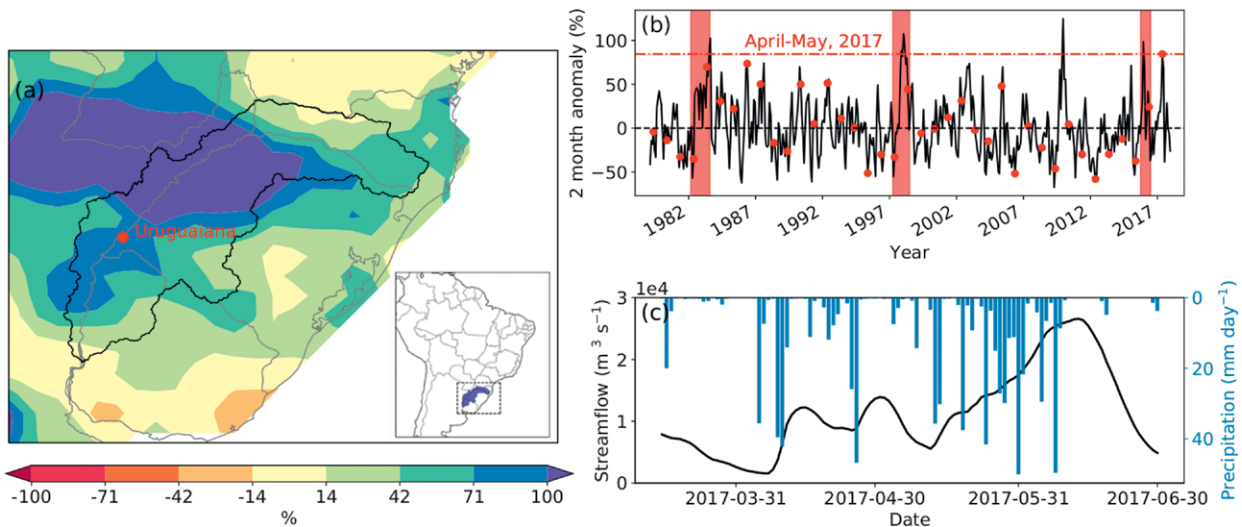 (a)
Uruguaiana
-100 -71 -42 -14 14 42 71 100
%
(b)
2 month anomaly (%)
100
50
0
−50
April-May, 2017
1982 1987 1992 1997 2002 2007 2012 2017
Year
1e4
(c)
Streamflow (m 3 s−1)
3
2
1
0
0
20
40
Precipitation (mm day−1)
2017-03-31 2017-04-30 2017-05-31 2017-06-30
Date